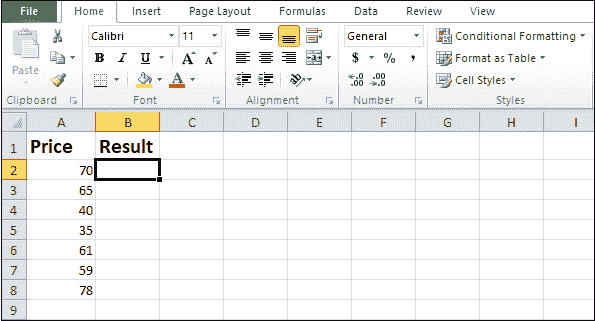 File Home Insert Page Layout Formulas Data Review View
Calibri 11 A A General Conditional Formatting
Paste B I U A $ % , Format as Table
.0 .00 .00 .0 Cell Styles
Clipboard Font Alignment Number Styles
A B C D E F G H I
1 Price Result
2 70
3 65
4 40
5 35
6 61
7 59
8 78
9